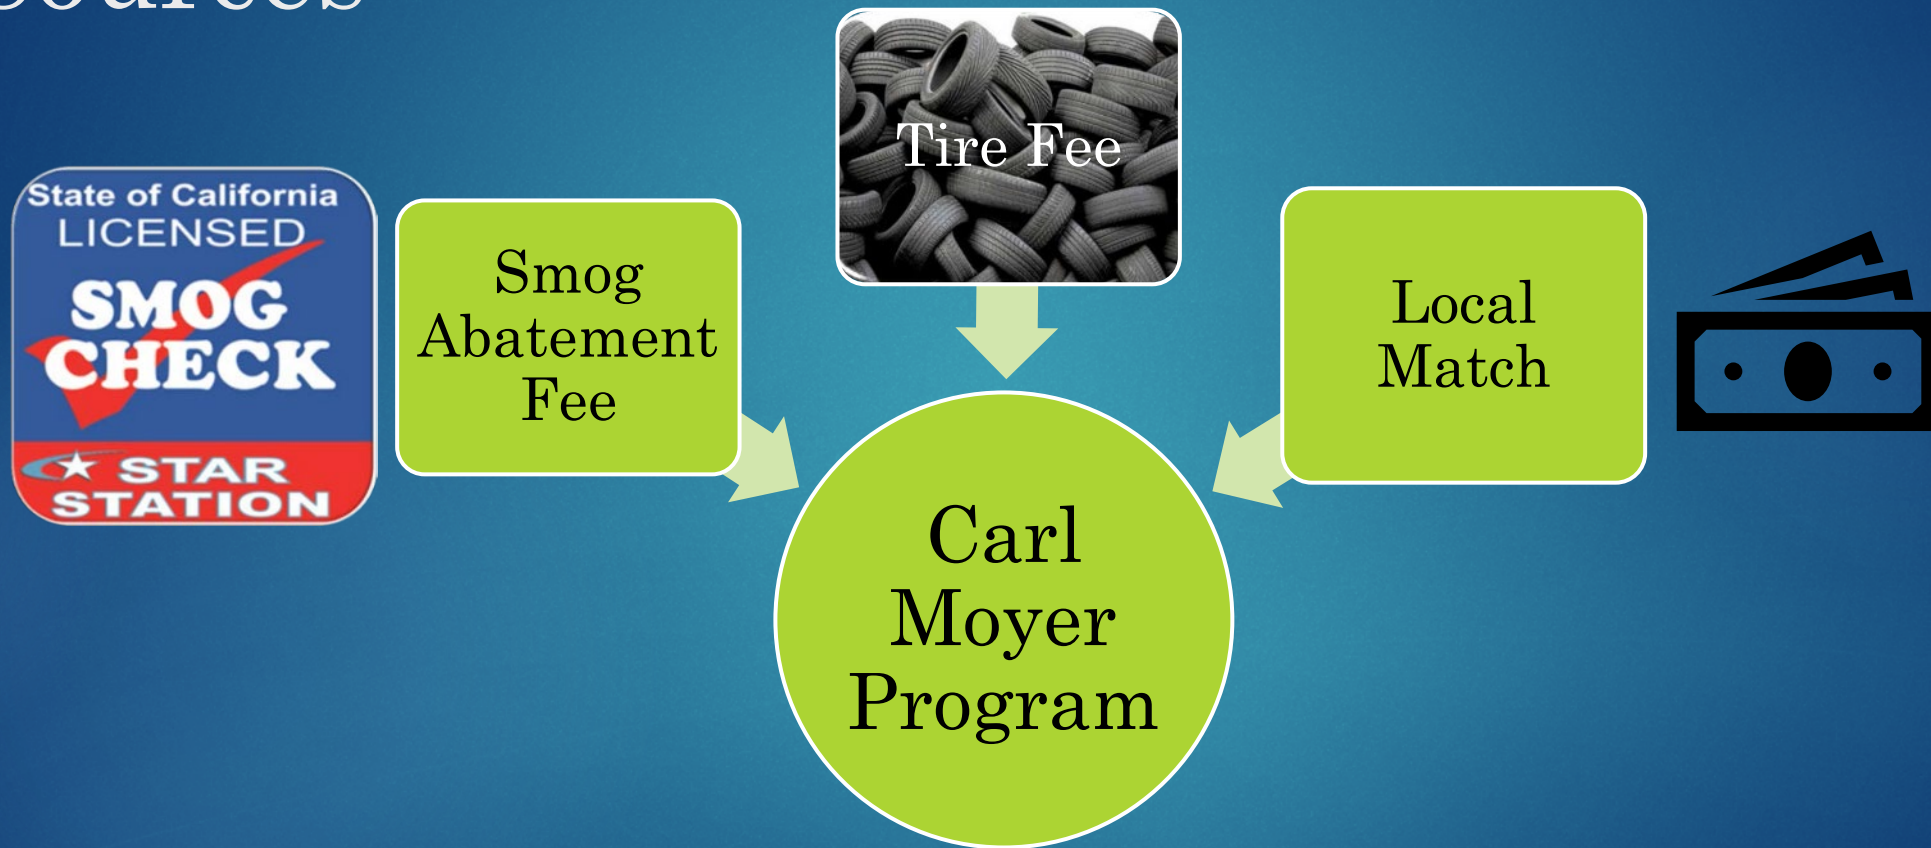 State of California
LICENSED
SMOG
CHECK
STAR
STATION
Smog
Abatement
Fee
Tire Fee
Local
Match
Carl
Moyer
Program